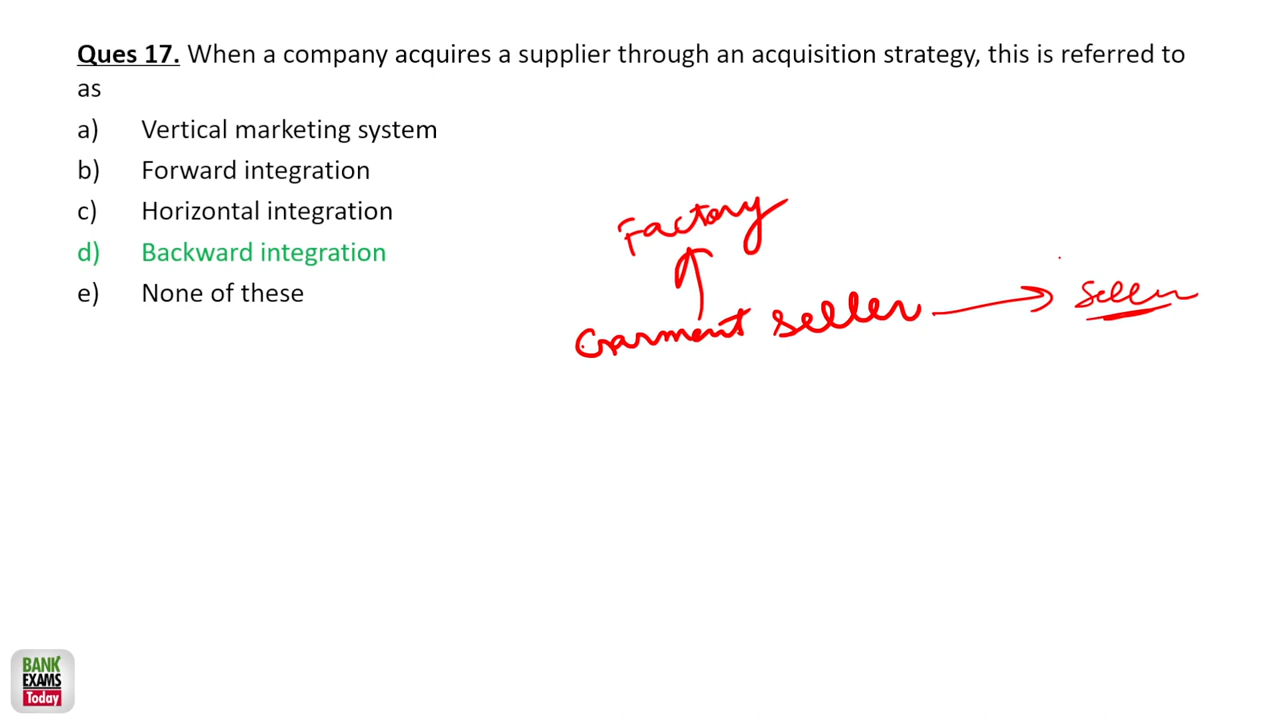 Ques 17. When a company acquires a supplier through an acquisition strategy, this is referred to
as
a) Vertical marketing system
b) Forward integration
c) Horizontal integration
d) Backward integration
e) None of these
Factory
Garment seller
seller
BANK
EXAMS
Today